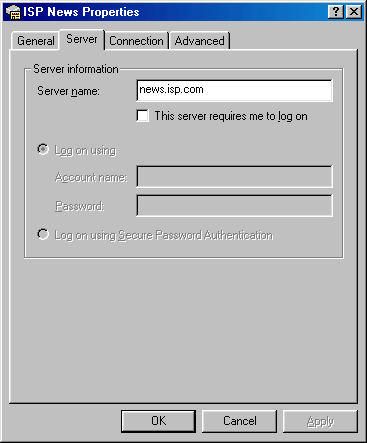 ISP News Properties
General Server Connection Advanced
Server information
Server name: news.isp.com
This server requires me to log on
Log on using
Account name:
Password:
Log on using Secure Password Authentication
OK Cancel Apply